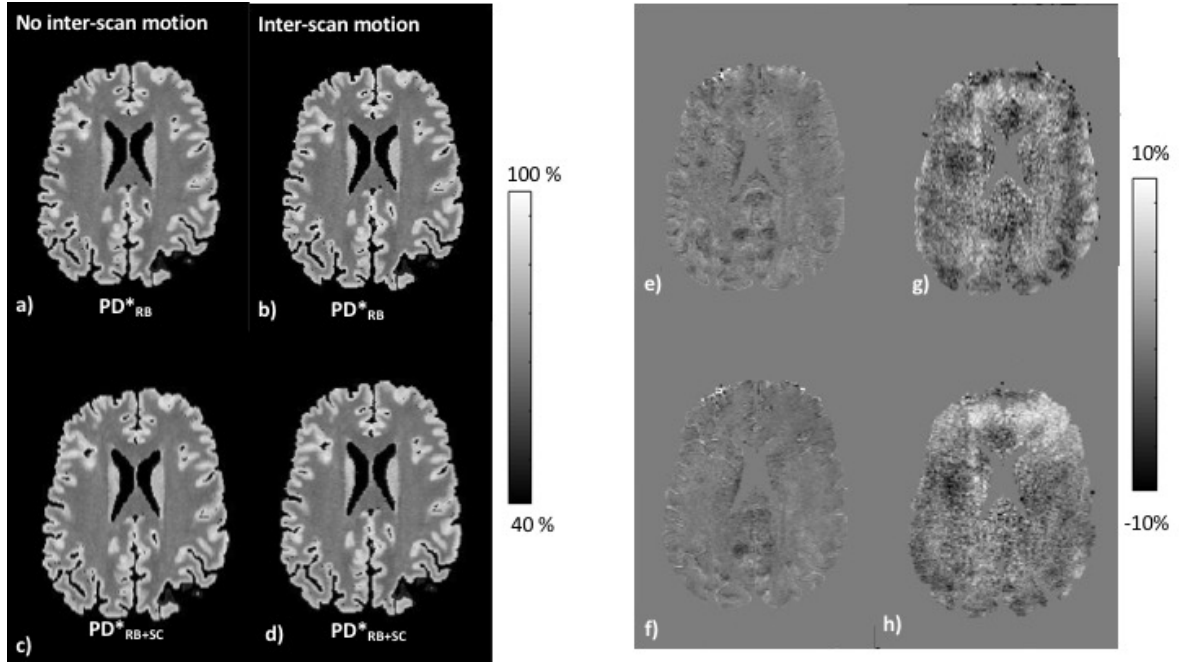 No inter-scan motion
Inter-scan motion
a)
PD*RB
b)
PD*RB
100 %
40 %
c)
PD*RB+SC
d)
PD*RB+SC
e)
g)
10%
-10%
f)
h)